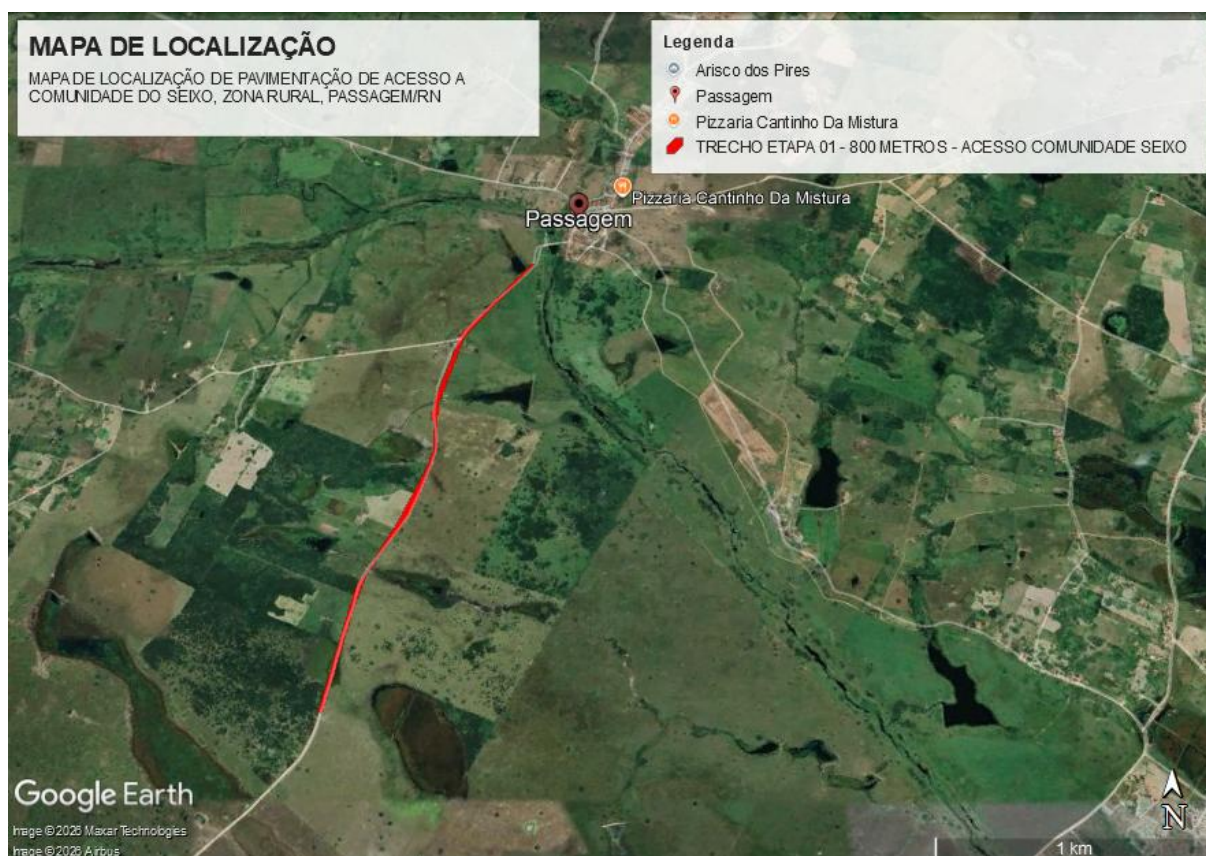 MAPA DE LOCALIZAÇÃO
MAPA DE LOCALIZAÇÃO DE PAVIMENTAÇÃO DE ACESSO A
COMUNIDADE DO SEIXO, ZONA RURAL, PASSAGEM/RN
Legenda
Arisco dos Pires
Passagem
Pizzaria Cantinho Da Mistura
TRECHO ETAPA 01 - 800 METROS - ACESSO COMUNIDADE SEIXO
Pizzaria Cantinho Da Mistura
Passagem
Google Earth
Image © 2026 Maxar Technologies
Image © 2026 Airbus
N
1 km